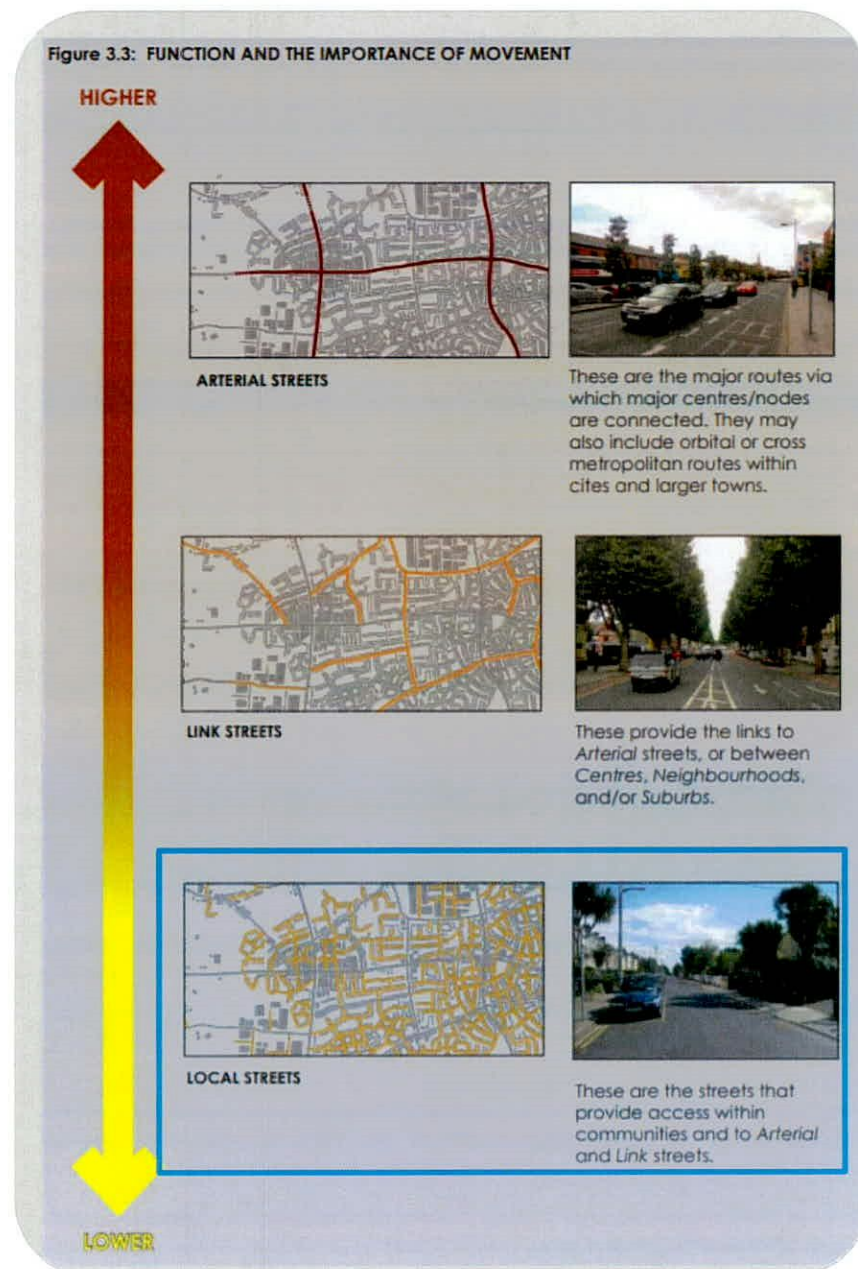 Figure 3.3: FUNCTION AND THE IMPORTANCE OF MOVEMENT
HIGHER
ARTERIAL STREETS
These are the major routes via
which major centres/nodes
are connected. They may
also include orbital or cross
metropolitan routes within
cites and larger towns.
LINK STREETS
These provide the links to
Arterial streets, or between
Centres, Neighbourhoods,
and/or Suburbs.
LOCAL STREETS
These are the streets that
provide access within
communities and to Arterial
and Link streets.
LOWER